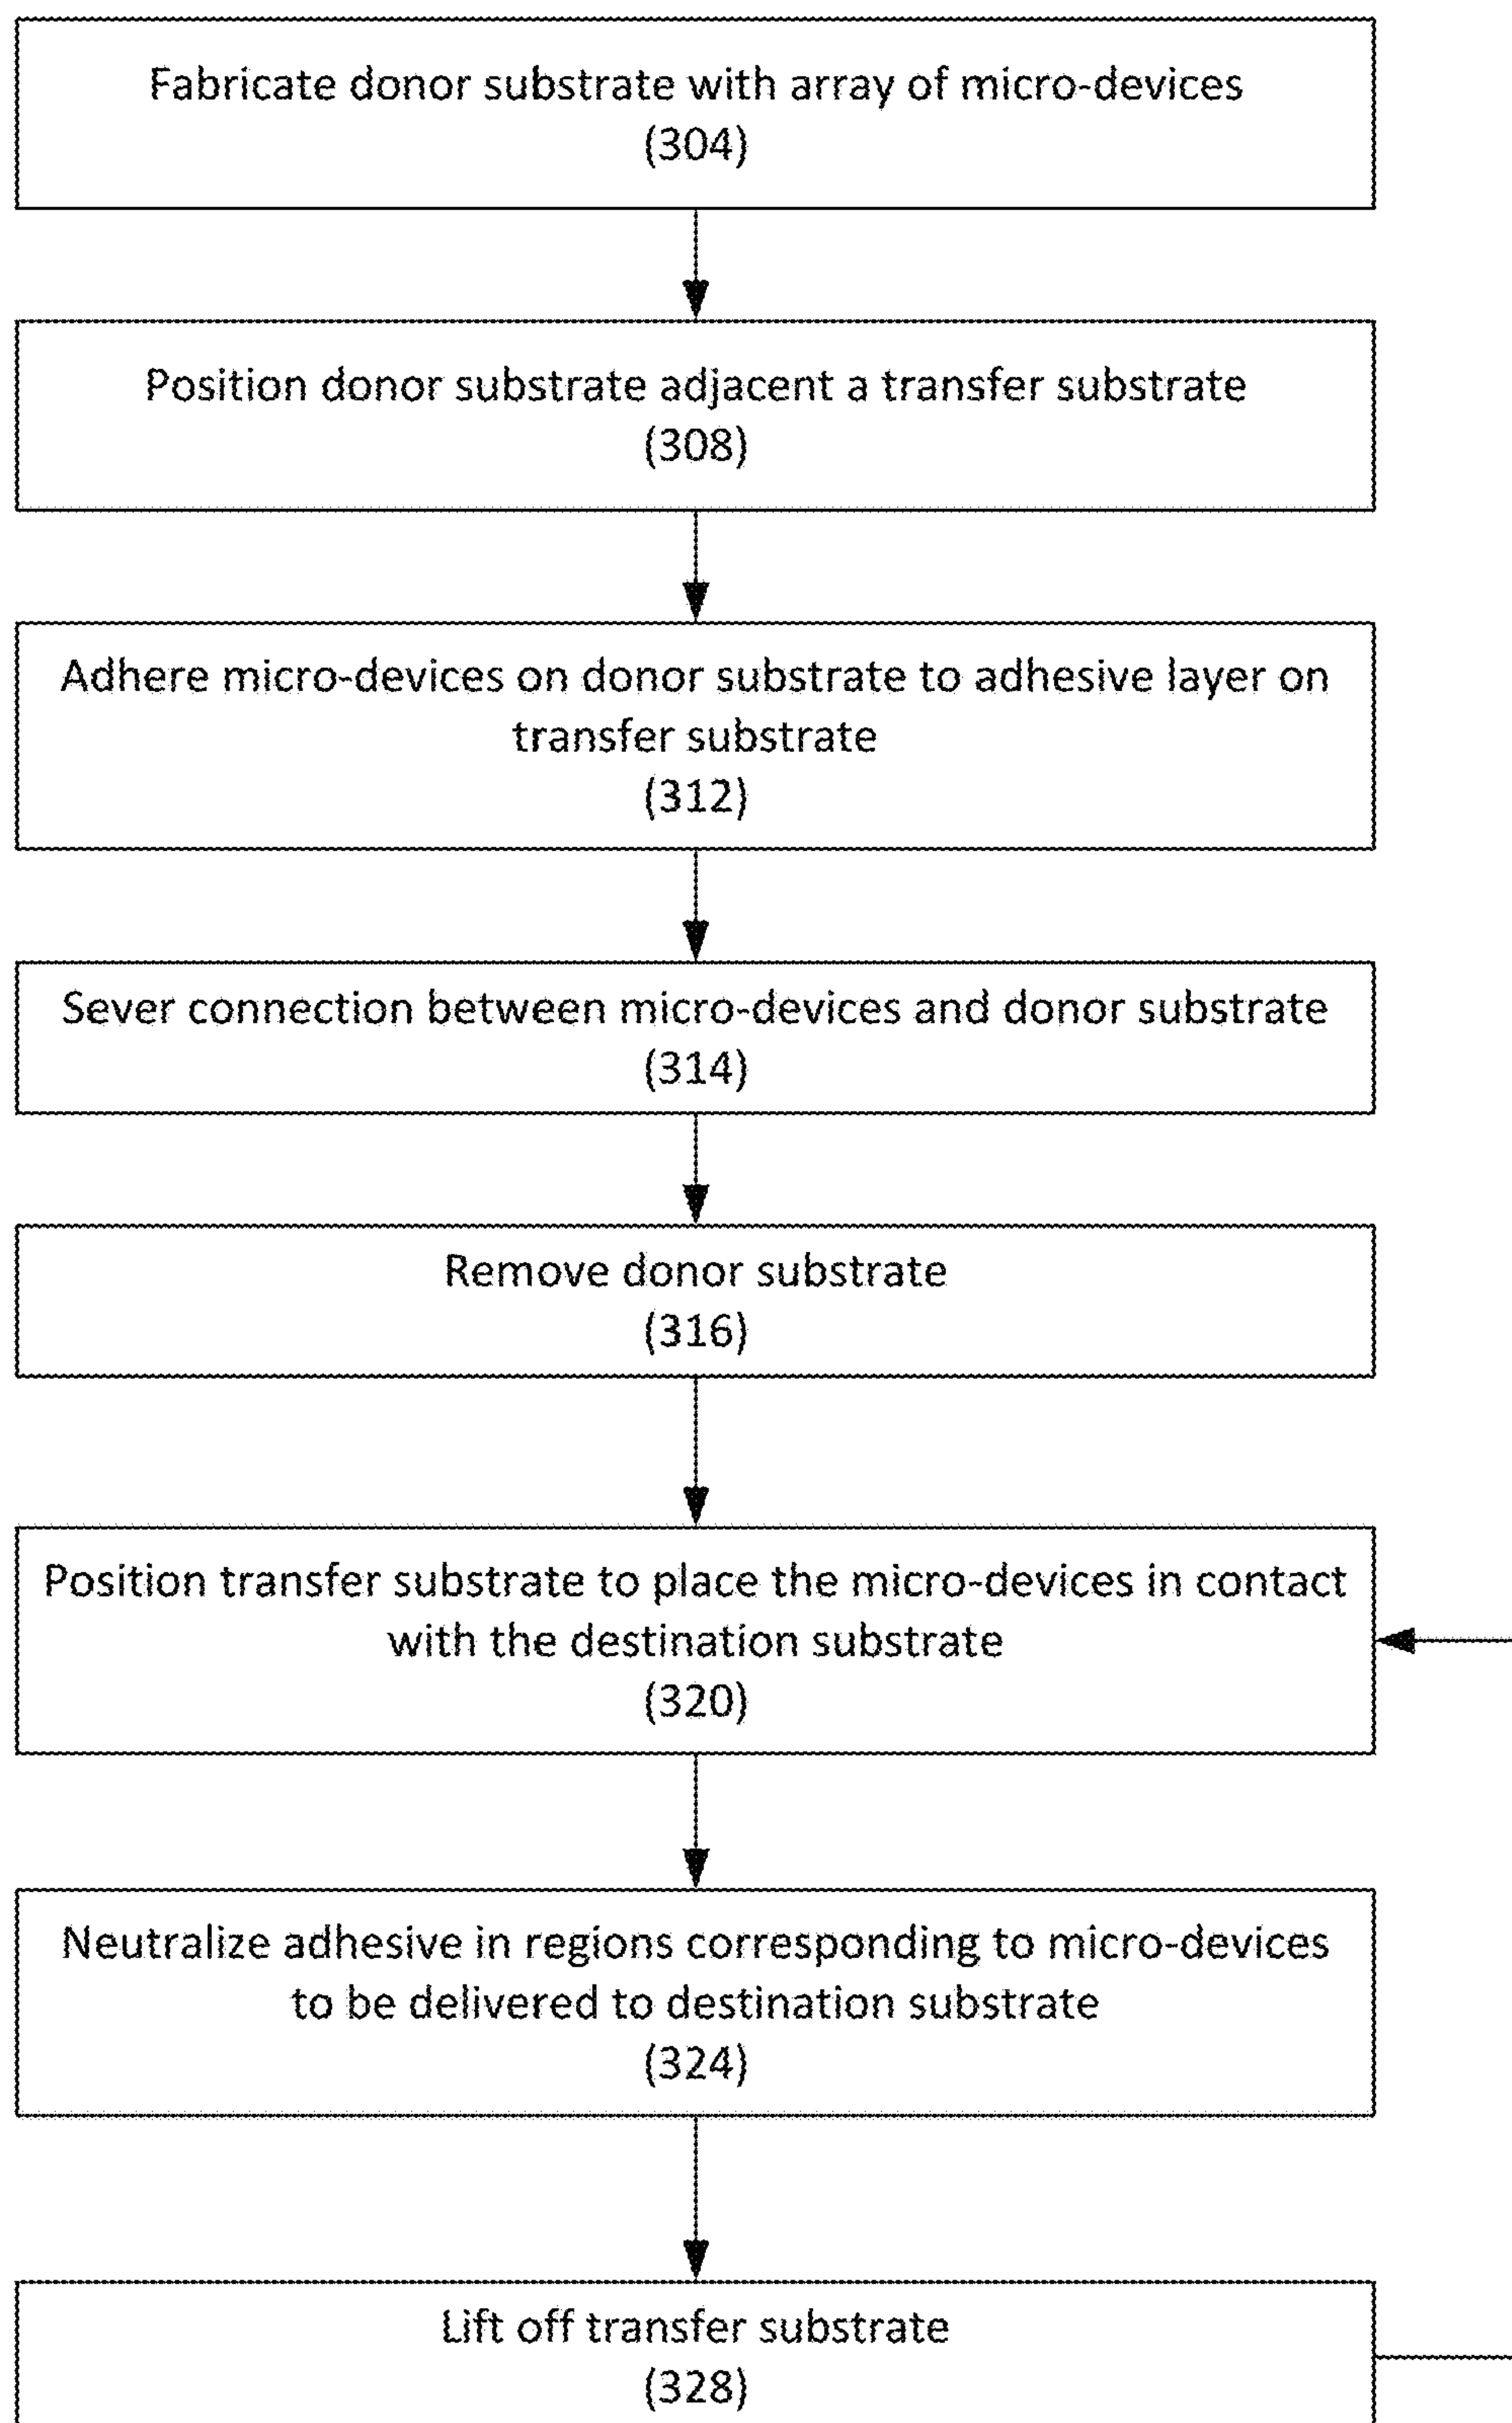 Fabricate donor substrate with array of micro-devices
(304)
Position donor substrate adjacent a transfer substrate
(308)
Adhere micro-devices on donor substrate to adhesive layer on
transfer substrate
(312)
Sever connection between micro-devices and donor substrate
(314)
Remove donor substrate
(316)
Position transfer substrate to place the micro-devices in contact
with the destination substrate
(320)
Neutralize adhesive in regions corresponding to micro-devices
to be delivered to destination substrate
(324)
Lift off transfer substrate
(328)